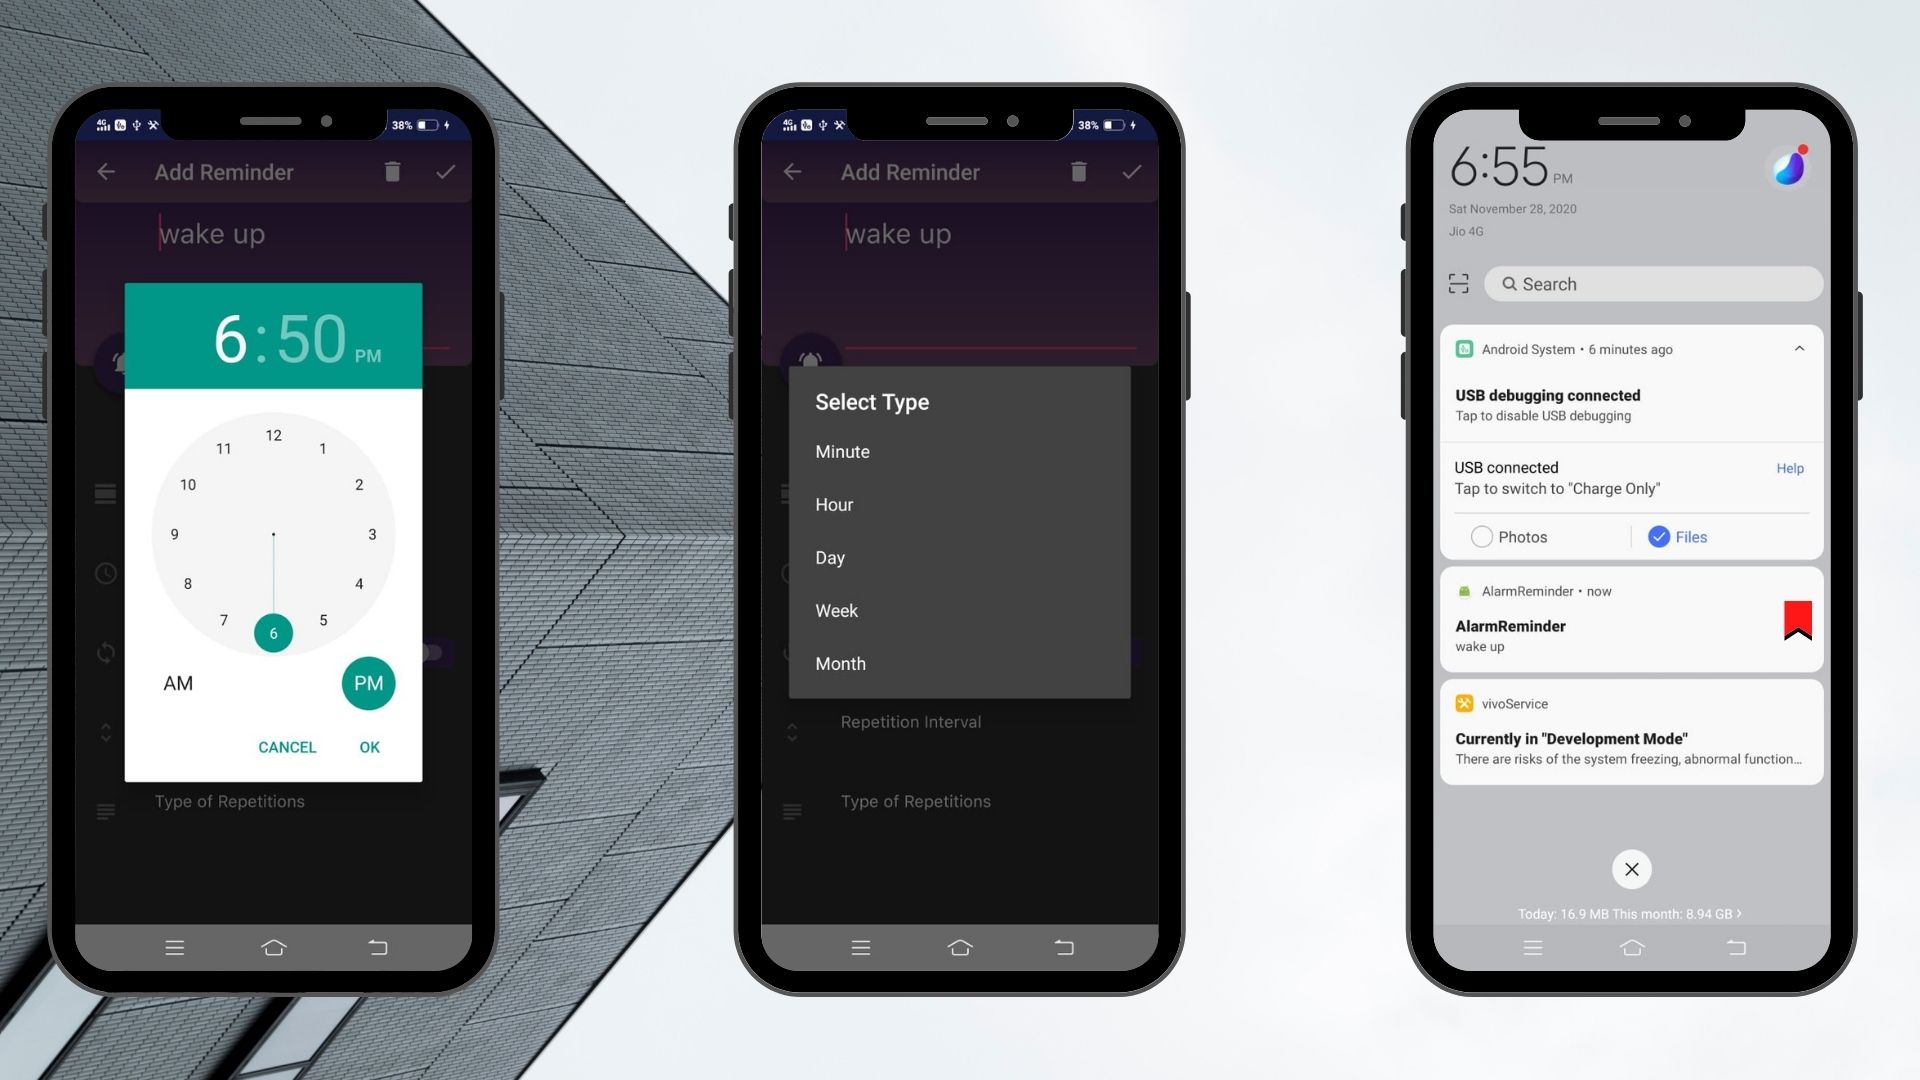 4G 38%
Add Reminder
wake up
6:50 PM
12
11 1
10 2
9 3
8 4
7 5
6
AM PM
CANCEL OK
Type of Repetitions
4G 38%
Add Reminder
wake up
Select Type
Minute
Hour
Day
Week
Month
Repetition Interval
Type of Repetitions
6:55 PM
Sat November 28, 2020
Jio 4G
Search
Android System • 6 minutes ago
USB debugging connected
Tap to disable USB debugging
USB connected Help
Tap to switch to "Charge Only"
Photos Files
AlarmReminder • now
AlarmReminder
wake up
vivoService
Currently in "Development Mode"
There are risks of the system freezing, abnormal function...
Today: 16.9 MB This month: 8.94 GB